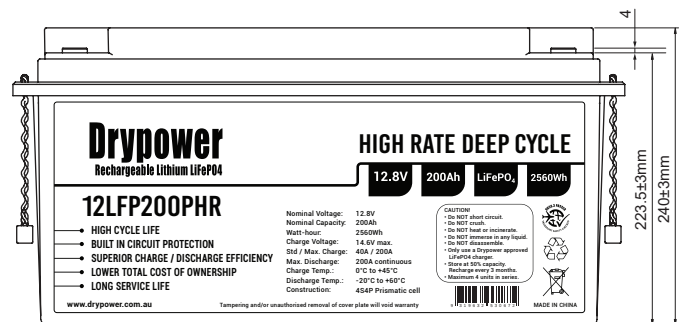 4
Drypower
Rechargeable Lithium LiFePO4
HIGH RATE DEEP CYCLE
12.8V
200Ah
LiFePO4
2560Wh
12LFP200PHR
HIGH CYCLE LIFE
BUILT IN CIRCUIT PROTECTION
SUPERIOR CHARGE / DISCHARGE EFFICIENCY
LOWER TOTAL COST OF OWNERSHIP
LONG SERVICE LIFE
www.drypower.com.au
Nominal Voltage: 12.8V
Nominal Capacity: 200Ah
Watt-hour: 2560Wh
Charge Voltage: 14.6V max.
Std / Max. Charge: 40A / 200A
Max. Discharge: 200A continuous
Charge Temp.: 0°C to +45°C
Discharge Temp.: -20°C to +60°C
Construction: 4S4P Prismatic cell
Tampering and/or unauthorised removal of cover plate will void warranty
CAUTION!
• Do NOT short circuit.
• Do NOT crush.
• Do NOT heat or incinerate.
• Do NOT immerse in any liquid.
• Do NOT disassemble.
• Only use a Drypower approved
LiFePO4 charger.
• Store at 50% capacity.
Recharge every 3 months.
• Maximum 4 units in series.
MADE IN CHINA
223.5±3mm
240±3mm